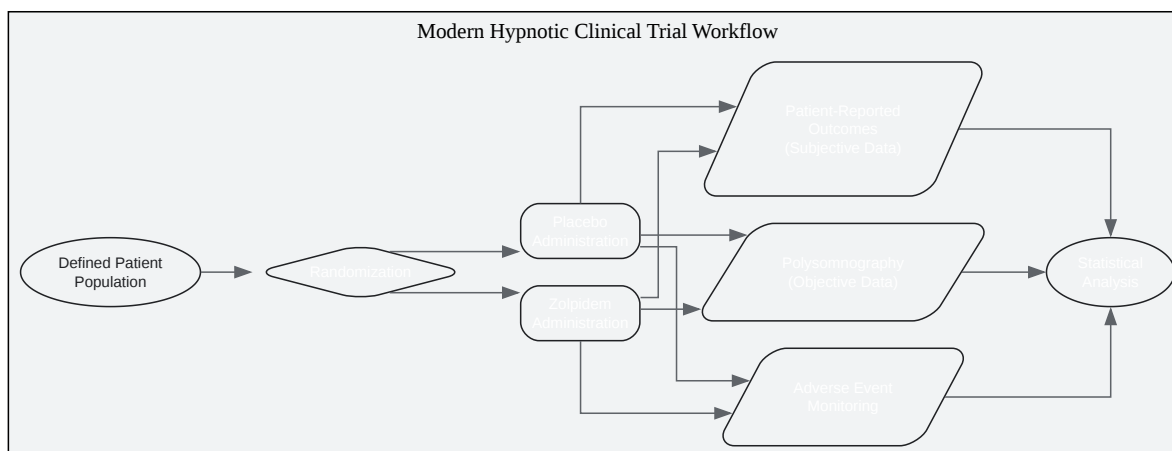 Modern Hypnotic Clinical Trial Workflow
Defined Patient
Population
Randomization
Placebo
Administration
Zolpidem
Administration
Patient-Reported
Outcomes
(Subjective Data)
Polysomnography
(Objective Data)
Adverse Event
Monitoring
Statistical
Analysis